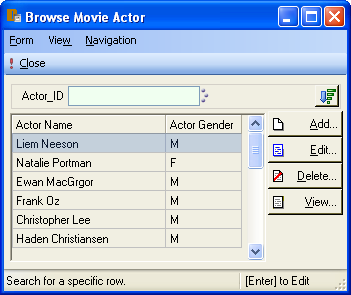 Browse Movie Actor
Form View Navigation
Close
Actor_ID
Actor Name Actor Gender
Liem Neeson M
Natalie Portman F
Ewan MacGrgor M
Frank Oz M
Christopher Lee M
Haden Christiansen M
Add...
Edit...
Delete...
View...
Search for a specific row. [Enter] to Edit